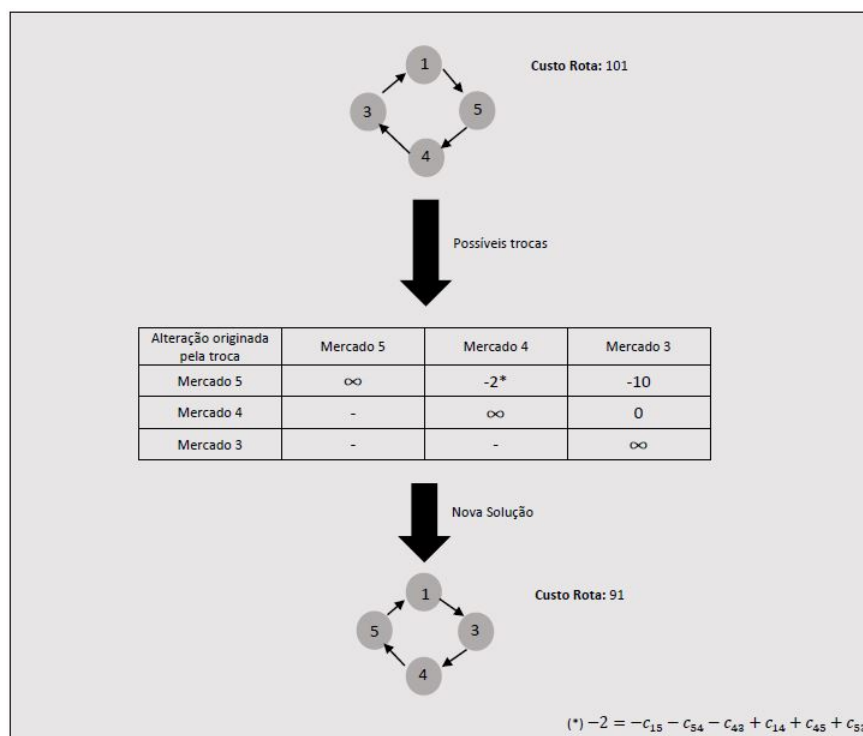 1
Custo Rota: 101
3
5
4
Possíveis trocas
Alteração originada pela troca Mercado 5 Mercado 4 Mercado 3
Mercado 5 ∞ -2* -10
Mercado 4 - ∞ 0
Mercado 3 - - ∞
Nova Solução
1
Custo Rota: 91
5
3
4
(*) −2 = −c₁₅ − c₅₄ − c₄₃ + c₁₄ + c₄₅ +